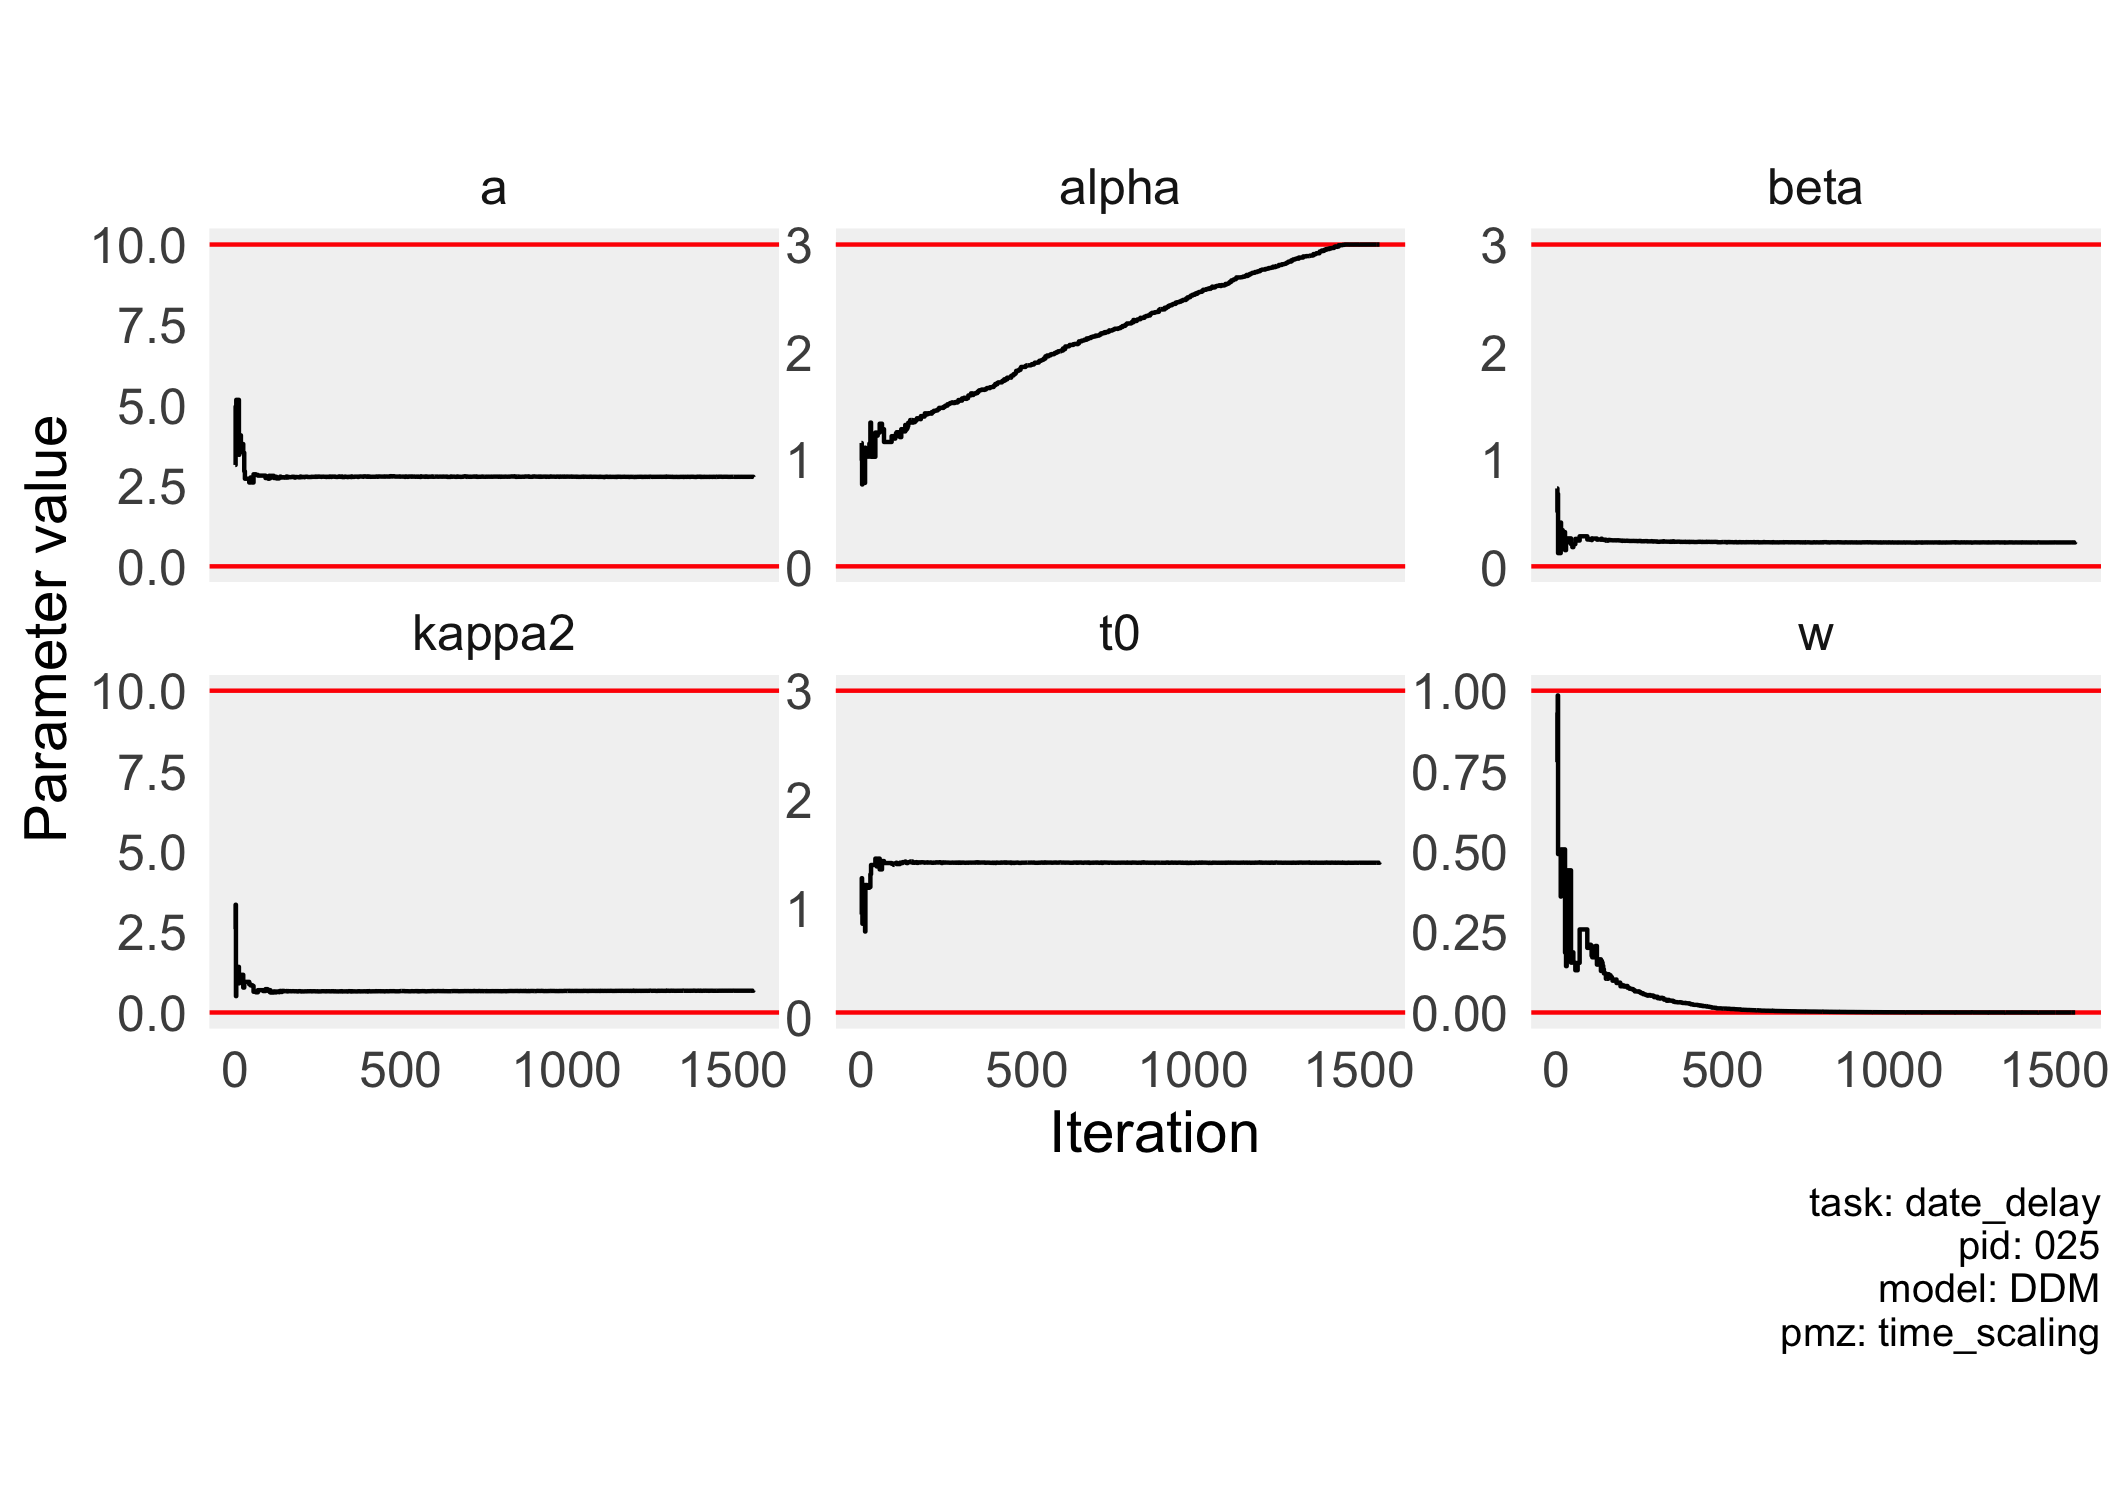 a alpha beta
10.0 3 3
7.5 2 2
5.0 1 1
2.5 0 0
0.0
kappa2 t0 w
10.0 3 1.00
7.5 2 0.75
5.0 1 0.50
2.5 0 0.25
0.0 0.00
0 500 1000 1500 0 500 1000 1500 0 500 1000 1500
Parameter value
Iteration
task: date_delay
pid: 025
model: DDM
pmz: time_scaling